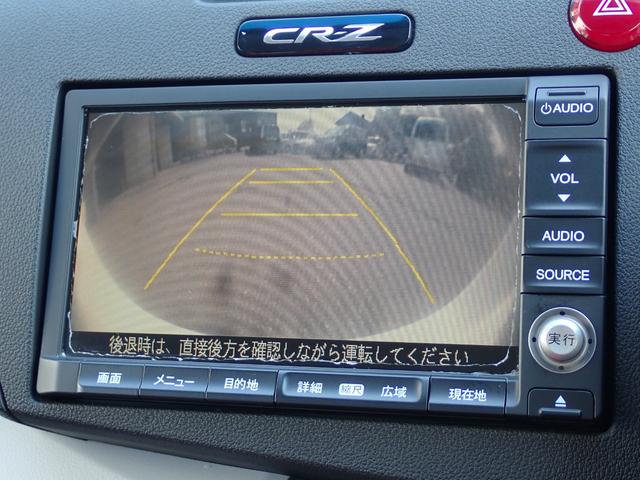 CR-Z
AUDIO
VOL
AUDIO
SOURCE
実行
後退時は、直接後方を確認しながら運転してください
画面
メニュー
目的地
詳細 縮尺 広域
現在地